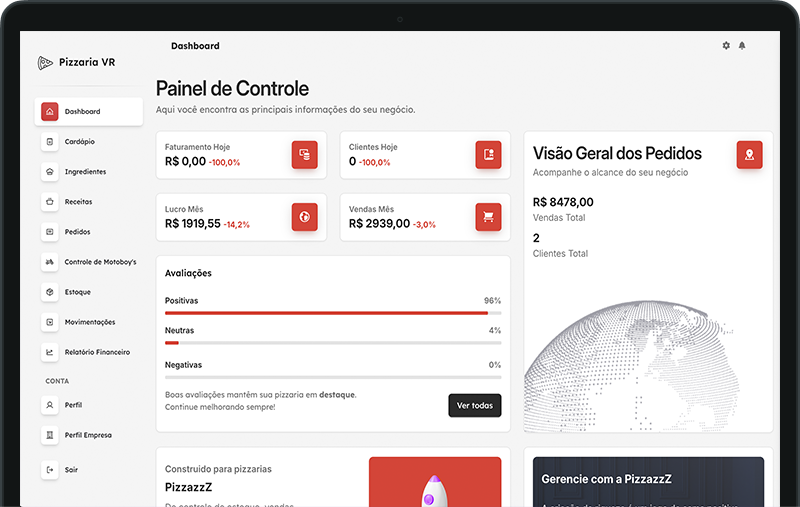 Dashboard
Pizzaria VR
Dashboard
Cardápio
Ingredientes
Receitas
Pedidos
Controle de Motoboy's
Estoque
Movimentações
Relatório Financeiro
CONTA
Perfil
Perfil Empresa
Sair
Painel de Controle
Aqui você encontra as principais informações do seu negócio.
Faturamento Hoje
R$ 0,00 -100,0%
Clientes Hoje
0 -100,0%
Lucro Mês
R$ 1919,55 -14,2%
Vendas Mês
R$ 2939,00 -3,0%
Avaliações
Positivas 96%
Neutras 4%
Negativas 0%
Boas avaliações mantém sua pizzaria em destaque.
Continue melhorando sempre!
Ver todas
Visão Geral dos Pedidos
Acompanhe o alcance do seu negócio
R$ 8478,00
Vendas Total
2
Clientes Total
Construido para pizzarias
PizzazzZ
Gerencie com a PizzazzZ